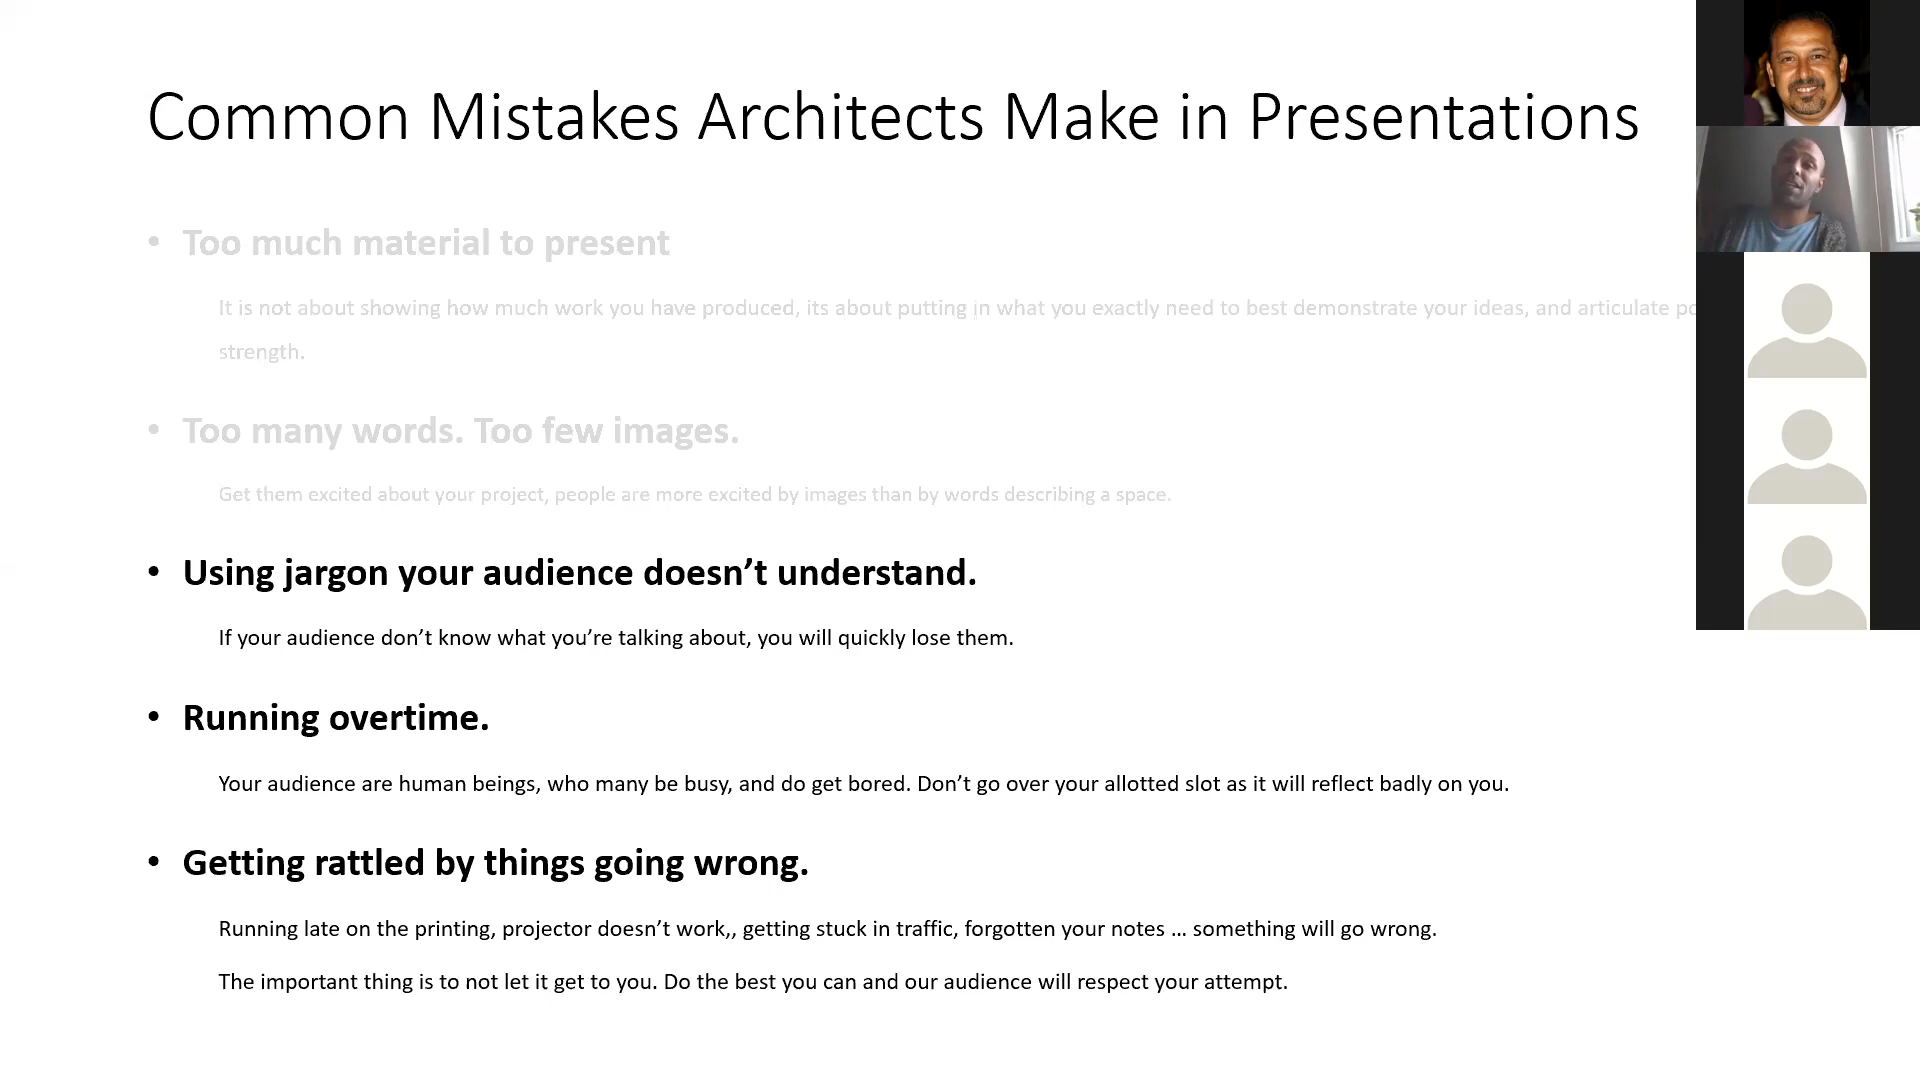 Common Mistakes Architects Make in Presentations
• Too much material to present
It is not about showing how much work you have produced, its about putting in what you exactly need to best demonstrate your ideas, and articulate
strength.
• Too many words. Too few images.
Get them excited about your project, people are more excited by images than by words describing a space.
• Using jargon your audience doesn’t understand.
If your audience don’t know what you’re talking about, you will quickly lose them.
• Running overtime.
Your audience are human beings, who many be busy, and do get bored. Don’t go over your allotted slot as it will reflect badly on you.
• Getting rattled by things going wrong.
Running late on the printing, projector doesn’t work,, getting stuck in traffic, forgotten your notes … something will go wrong.
The important thing is to not let it get to you. Do the best you can and our audience will respect your attempt.